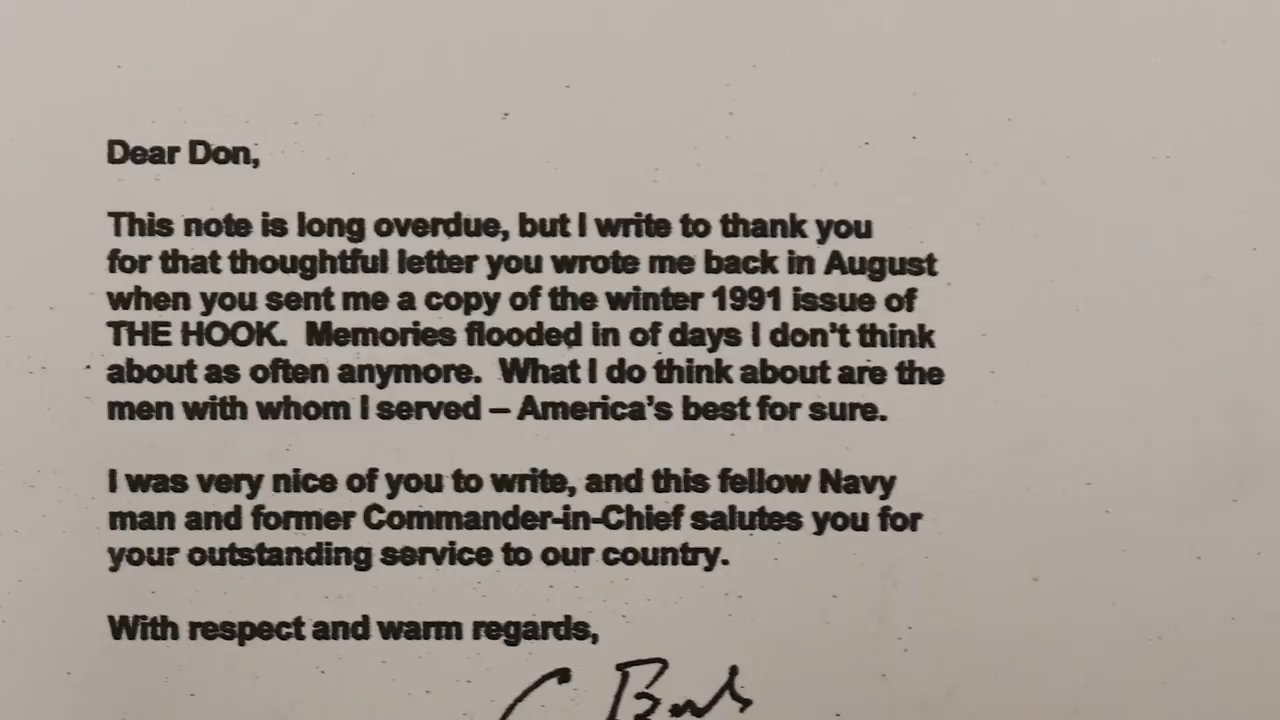 Dear Don,
This note is long overdue, but I write to thank you
for that thoughtful letter you wrote me back in August
when you sent me a copy of the winter 1991 issue of
THE HOOK. Memories flooded in of days I don't think
about as often anymore. What I do think about are the
men with whom I served – America's best for sure.
I was very nice of you to write, and this fellow Navy
man and former Commander-in-Chief salutes you for
your outstanding service to our country.
With respect and warm regards,